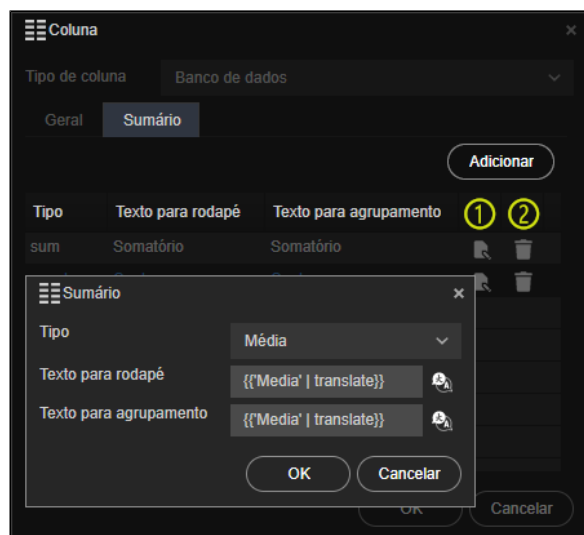 Coluna ×
Tipo de coluna Banco de dados
Geral Sumário
Adicionar
Tipo Texto para rodapé Texto para agrupamento 1 2
sum Somatório Somatório
Sumário ×
Tipo Média
Texto para rodapé {{'Media' | translate}}
Texto para agrupamento {{'Media' | translate}}
OK Cancelar
OK Cancelar